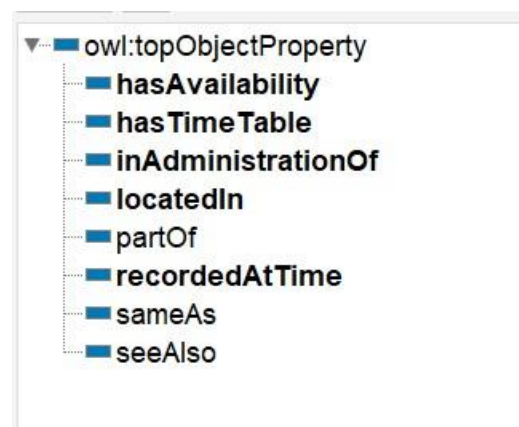 owl:topObjectProperty
hasAvailability
hasTimeTable
inAdministrationOf
locatedIn
partOf
recordedAtTime
sameAs
seeAlso